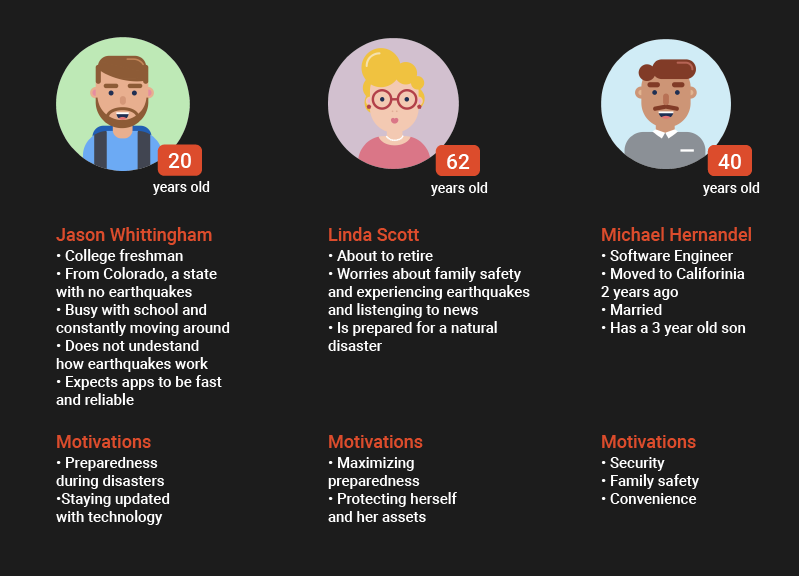 20
years old
Jason Whittingham
• College freshman
• From Colorado, a state
with no earthquakes
• Busy with school and
constantly moving around
• Does not undestand
how earthquakes work
• Expects apps to be fast
and reliable
Motivations
• Preparedness
during disasters
•Staying updated
with technology
62
years old
Linda Scott
• About to retire
• Worries about family safety
and experiencing earthquakes
and listenging to news
• Is prepared for a natural
disaster
Motivations
• Maximizing
preparedness
• Protecting herself
and her assets
40
years old
Michael Hernandel
• Software Engineer
• Moved to Califorinia
2 years ago
• Married
• Has a 3 year old son
Motivations
• Security
• Family safety
• Convenience